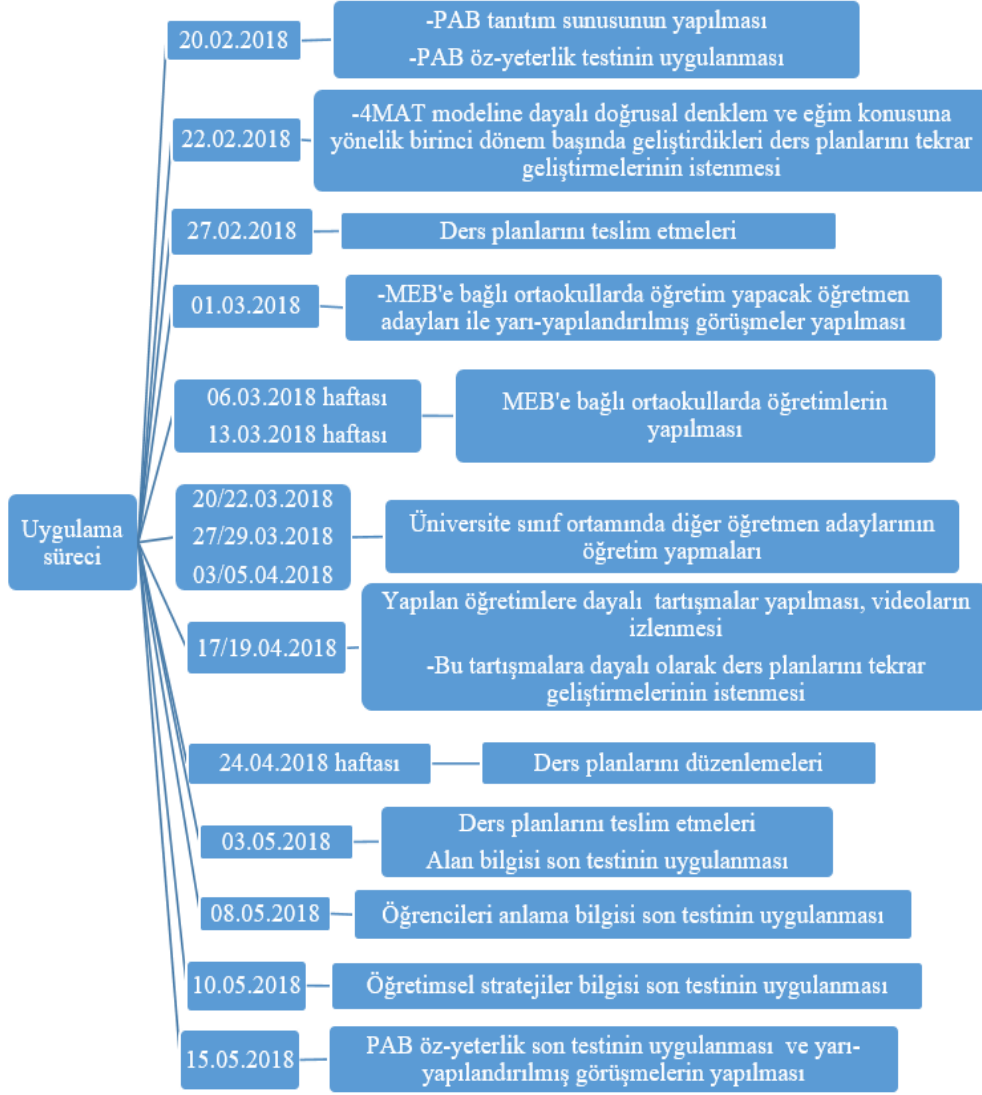 20.02.2018
-PAB tanıtım sunusunun yapılması
-PAB öz-yeterlik testinin uygulanması
22.02.2018
-4MAT modeline dayalı doğrusal denklem ve eğim konusuna
yönelik birinci dönem başında geliştirdikleri ders planlarını tekrar
geliştirmelerinin istenmesi
27.02.2018
Ders planlarını teslim etmeleri
01.03.2018
-MEB'e bağlı ortaokullarda öğretim yapacak öğretmen
adayları ile yarı-yapılandırılmış görüşmeler yapılması
06.03.2018 haftası
13.03.2018 haftası
MEB'e bağlı ortaokullarda öğretimlerin
yapılması
Uygulama
süreci
20/22.03.2018
27/29.03.2018
03/05.04.2018
Üniversite sınıf ortamında diğer öğretmen adaylarının
öğretim yapmaları
17/19.04.2018
Yapılan öğretimlere dayalı tartışmalar yapılması, videoların
izlenmesi
-Bu tartışmalara dayalı olarak ders planlarını tekrar
geliştirmelerinin istenmesi
24.04.2018 haftası
Ders planlarını düzenlemeleri
03.05.2018
Ders planlarını teslim etmeleri
Alan bilgisi son testinin uygulanması
08.05.2018
Öğrencileri anlama bilgisi son testinin uygulanması
10.05.2018
Öğretimsel stratejiler bilgisi son testinin uygulanması
15.05.2018
PAB öz-yeterlik son testinin uygulanması ve yarı-
yapılandırılmış görüşmelerin yapılması